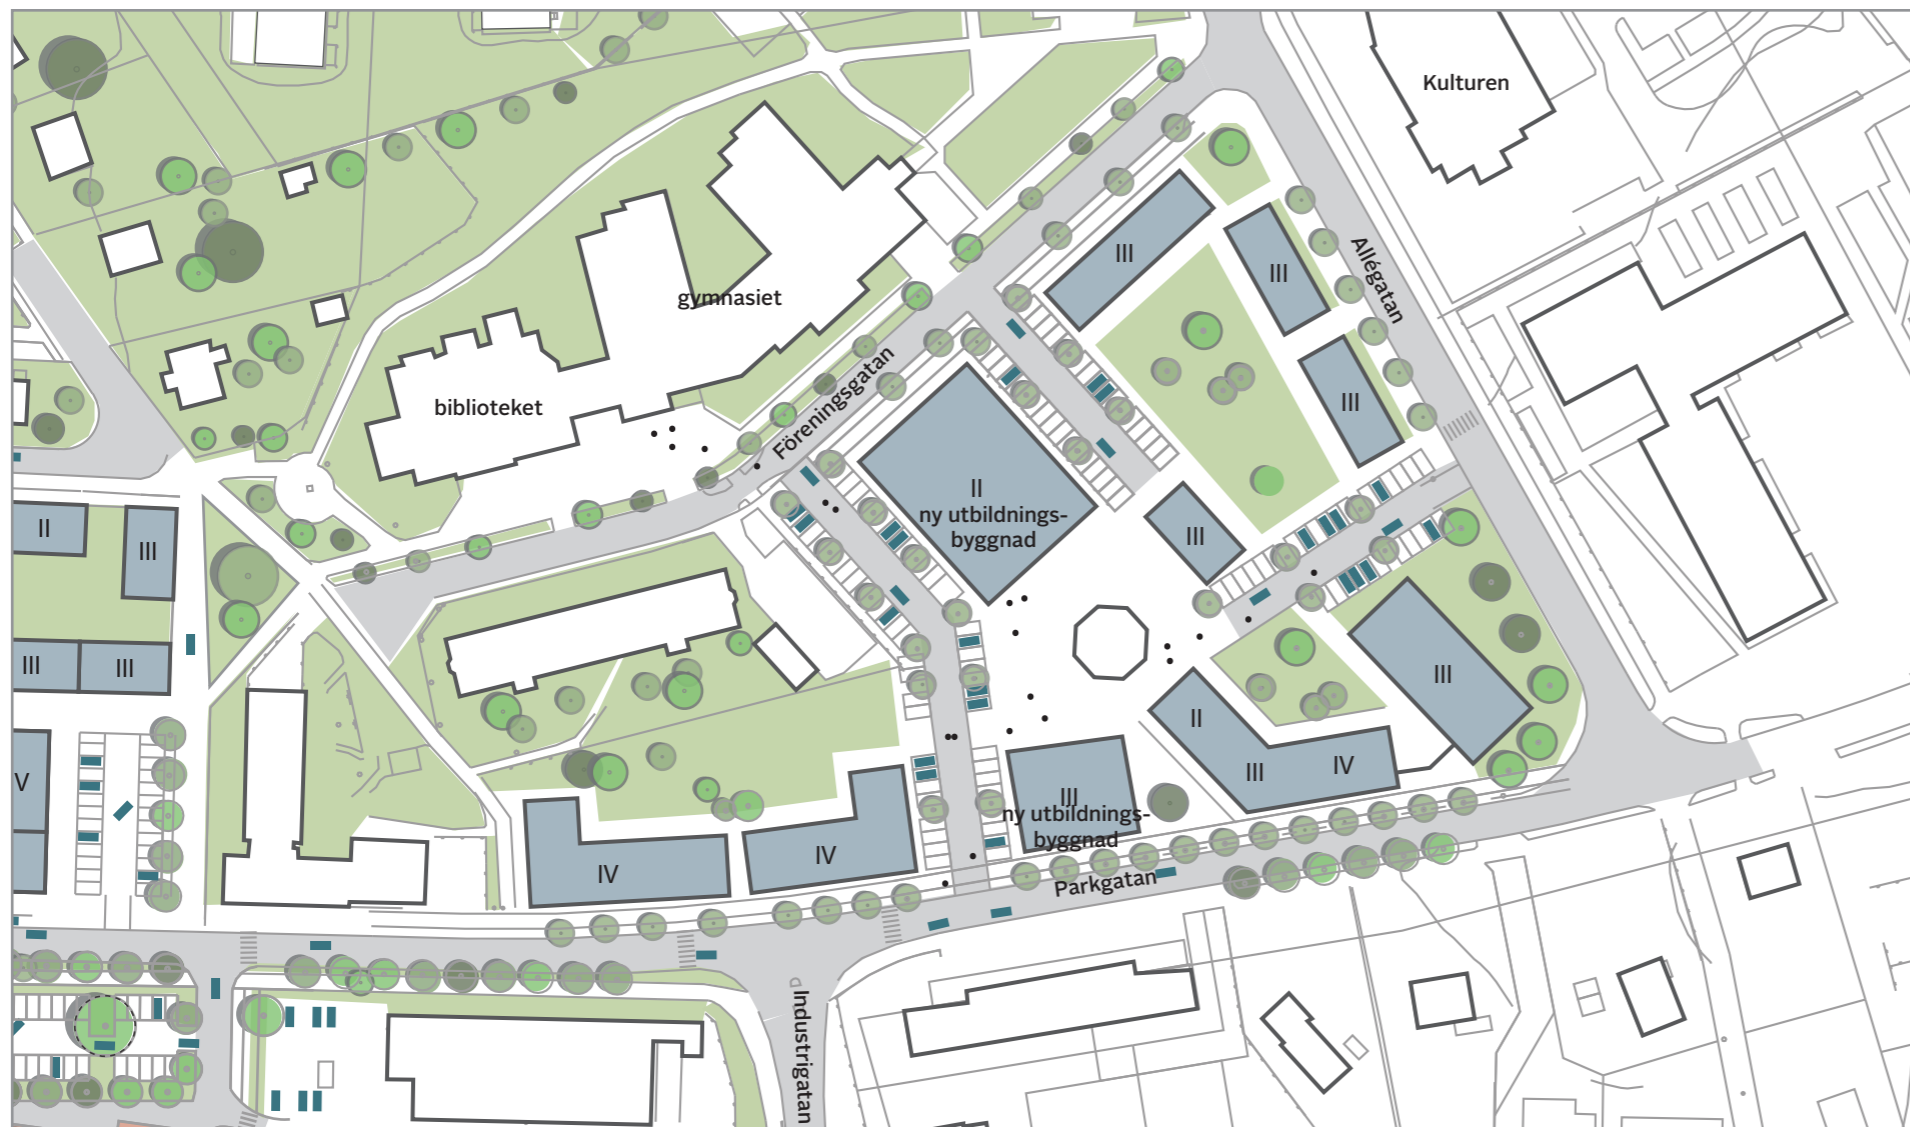 Kulturen
III
III
Allégatan
gymnasiet
III
biblioteket
Föreningsgatan
II
ny utbildnings-
byggnad
III
II
III
III
III
III
II
III
IV
V
III
ny utbildnings-
byggnad
IV
IV
Parkgatan
Industrigatan